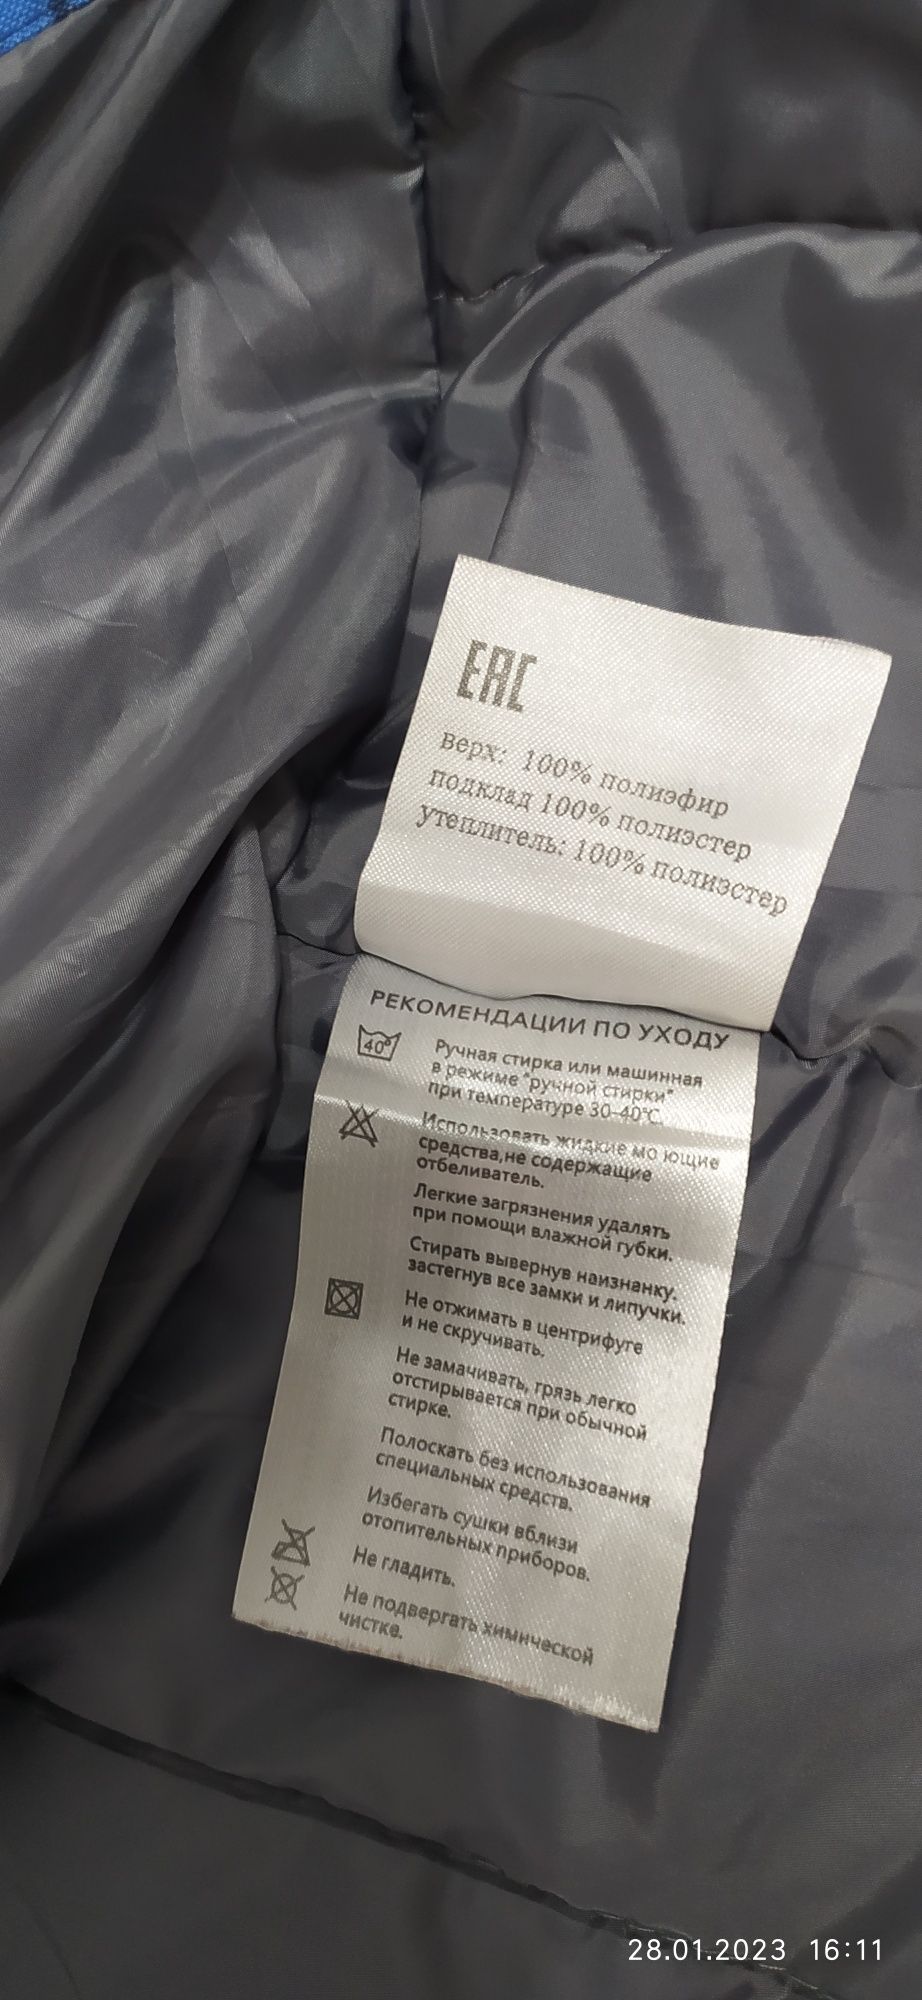 EAC
верх: 100% полиэфир
подклад 100% полиэстер
утеплитель: 100% полиэстер
РЕКОМЕНДАЦИИ ПО УХОДУ
40°
Ручная стирка или машинная
в режиме "ручной стирки"
при температуре 30-40°C.
Использовать жидкие мо ющие
средства,не содержащие
отбеливатель.
Легкие загрязнения удалять
при помощи влажной губки.
Стирать вывернув наизнанку,
застегнув все замки и липучки.
Не отжимать в центрифуге
и не скручивать.
Не замачивать, грязь легко
отстирывается при обычной
стирке.
Полоскать без использования
специальных средств.
Избегать сушки вблизи
отопительных приборов.
Не гладить.
Не подвергать химической
чистке.
28.01.2023 16:11